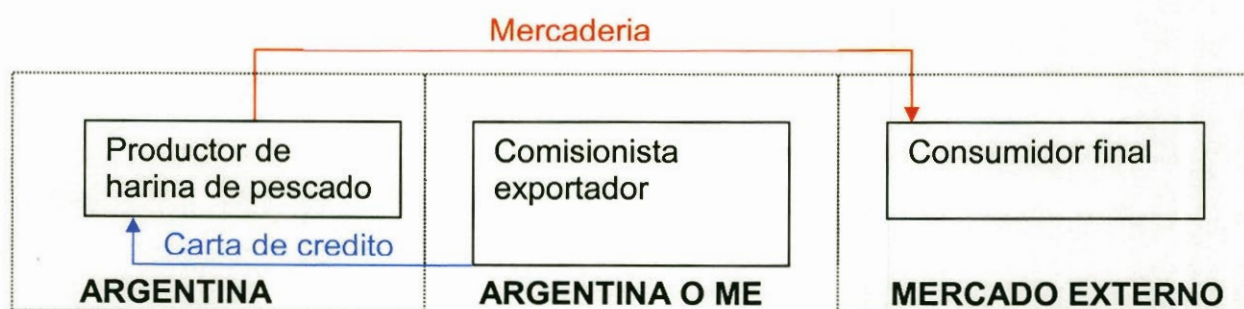 Mercaderia
Productor de
harina de pescado
Comisionista
exportador
Consumidor final
Carta de credito
ARGENTINA
ARGENTINA O ME
MERCADO EXTERNO